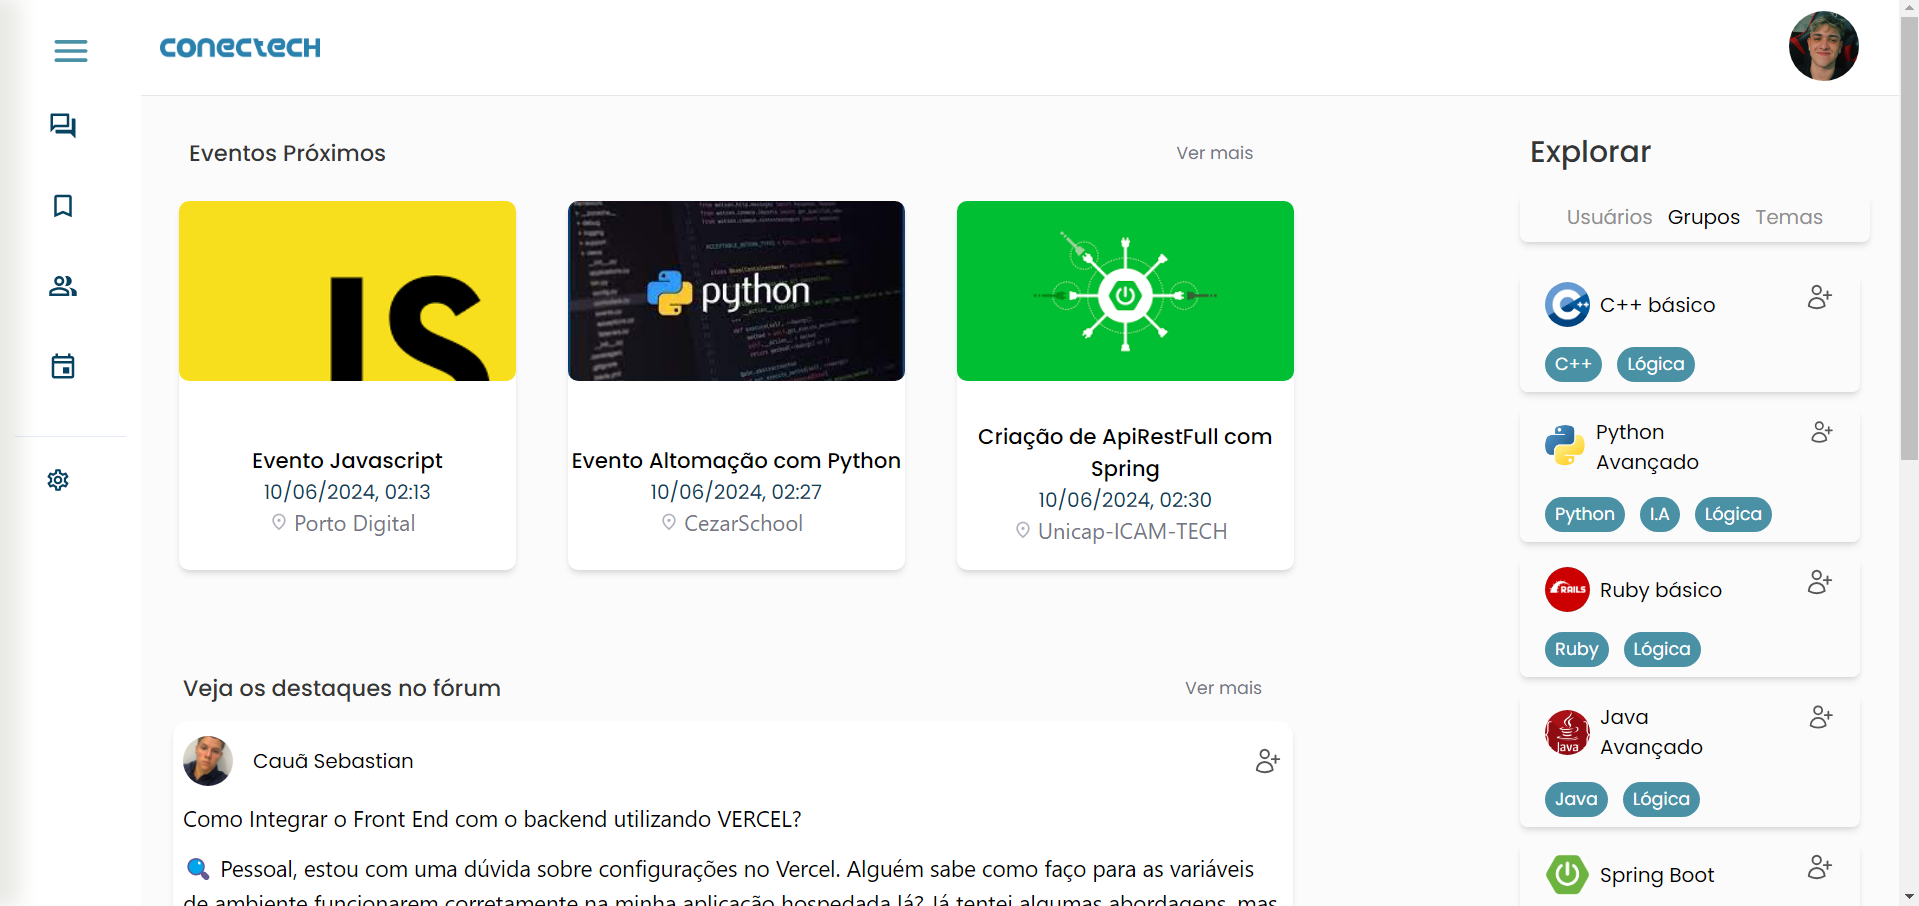 conectech
Eventos Próximos
Ver mais
JS
Evento Javascript
10/06/2024, 02:13
Porto Digital
python
Evento Altomação com Python
10/06/2024, 02:27
CezarSchool
Criação de ApiRestFull com
Spring
10/06/2024, 02:30
Unicap-ICAM-TECH
Veja os destaques no fórum
Ver mais
Cauã Sebastian
Como Integrar o Front End com o backend utilizando VERCEL?
Pessoal, estou com uma dúvida sobre configurações no Vercel. Alguém sabe como faço para as variáveis
de ambiente funcionarem corretamente na minha aplicação hospedada lá? Já tentei algumas abordagens, mas
Explorar
Usuários Grupos Temas
C++ básico
C++ Lógica
Python
Avançado
Python I.A Lógica
RAILS
Ruby básico
Ruby Lógica
Java
Java
Avançado
Java Lógica
Spring Boot